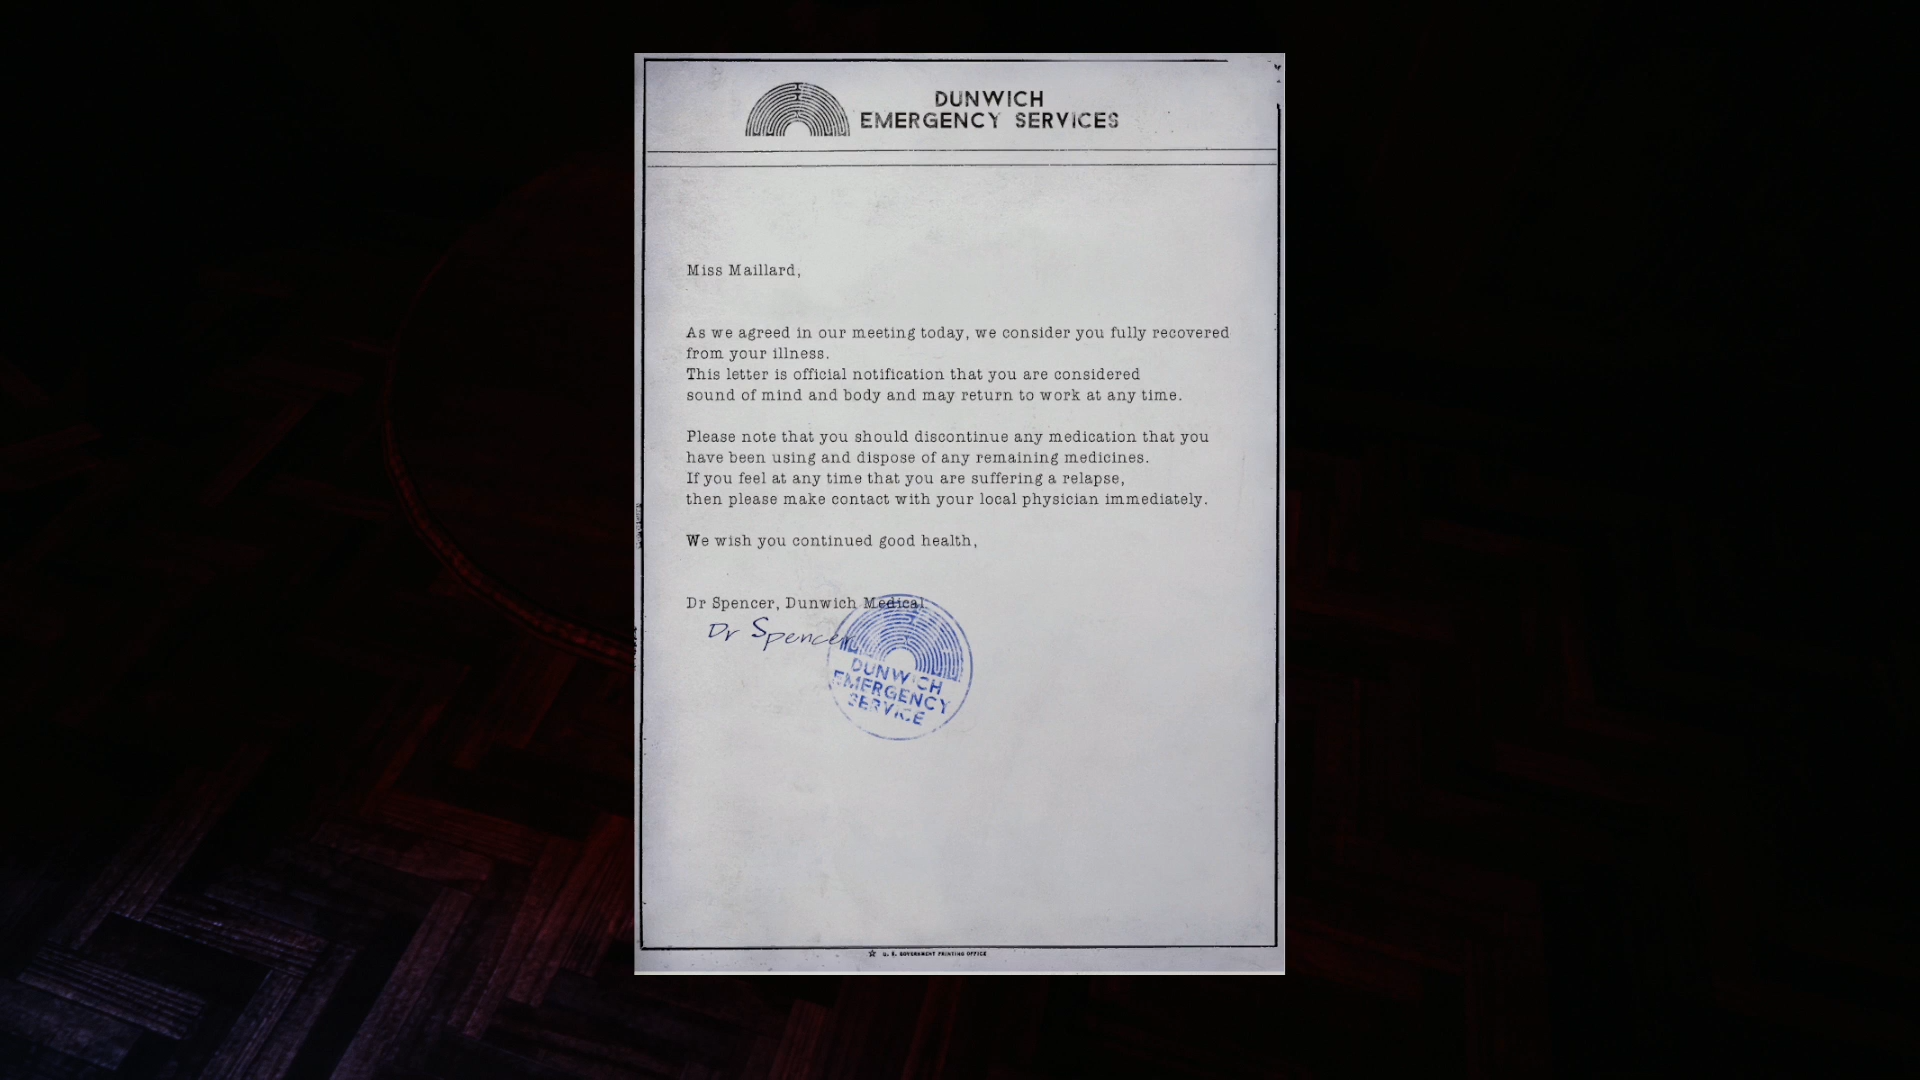 DUNWICH
EMERGENCY SERVICES
Miss Maillard,
As we agreed in our meeting today, we consider you fully recovered
from your illness.
This letter is official notification that you are considered
sound of mind and body and may return to work at any time.
Please note that you should discontinue any medication that you
have been using and dispose of any remaining medicines.
If you feel at any time that you are suffering a relapse,
then please make contact with your local physician immediately.
We wish you continued good health,
Dr Spencer, Dunwich Medical
Dr Spencer
DUNWICH
EMERGENCY
SERVICE
U. S. GOVERNMENT PRINTING OFFICE